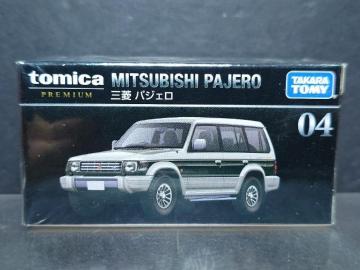 tomica
PREMIUM
MITSUBISHI PAJERO
三菱 パジェロ
TAKARA
TOMY
04